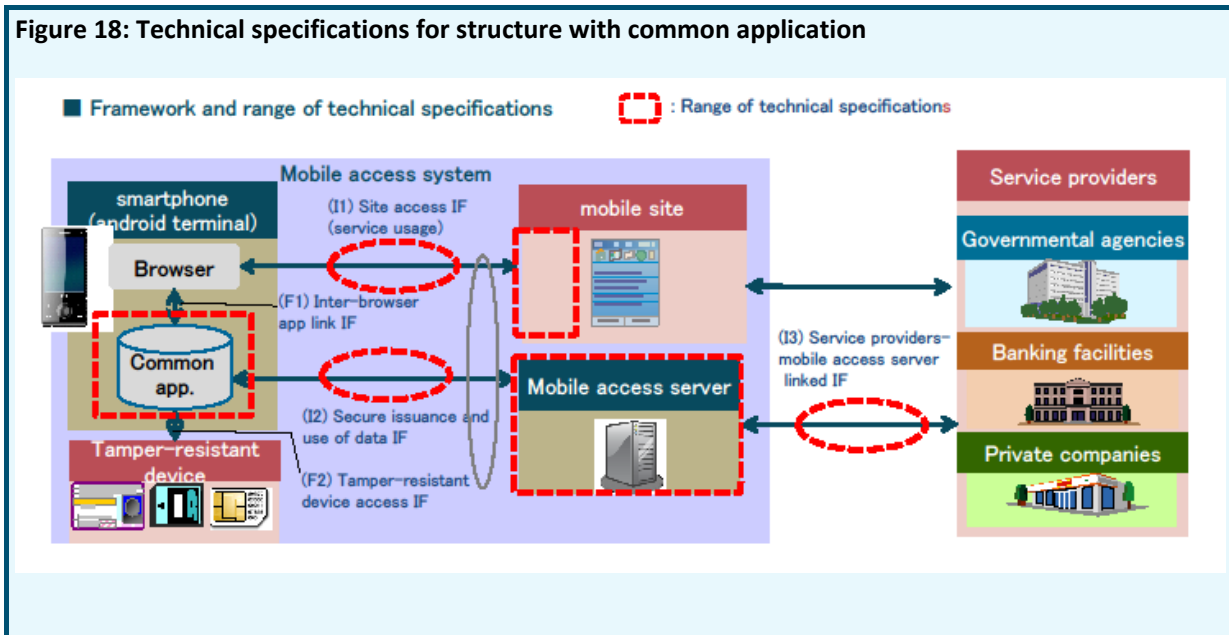 Figure 18: Technical specifications for structure with common application
■ Framework and range of technical specifications
: Range of technical specifications
Mobile access system
smartphone
(android terminal)
Browser
(I1) Site access IF
(service usage)
mobile site
Service providers
Governmental agencies
(F1) Inter-browser
app link IF
Common
app.
(I2) Secure issuance and
use of data IF
Mobile access server
(I3) Service providers-
mobile access server
linked IF
Banking facilities
Tamper-resistant
device
(F2) Tamper-resistant
device access IF
Private companies